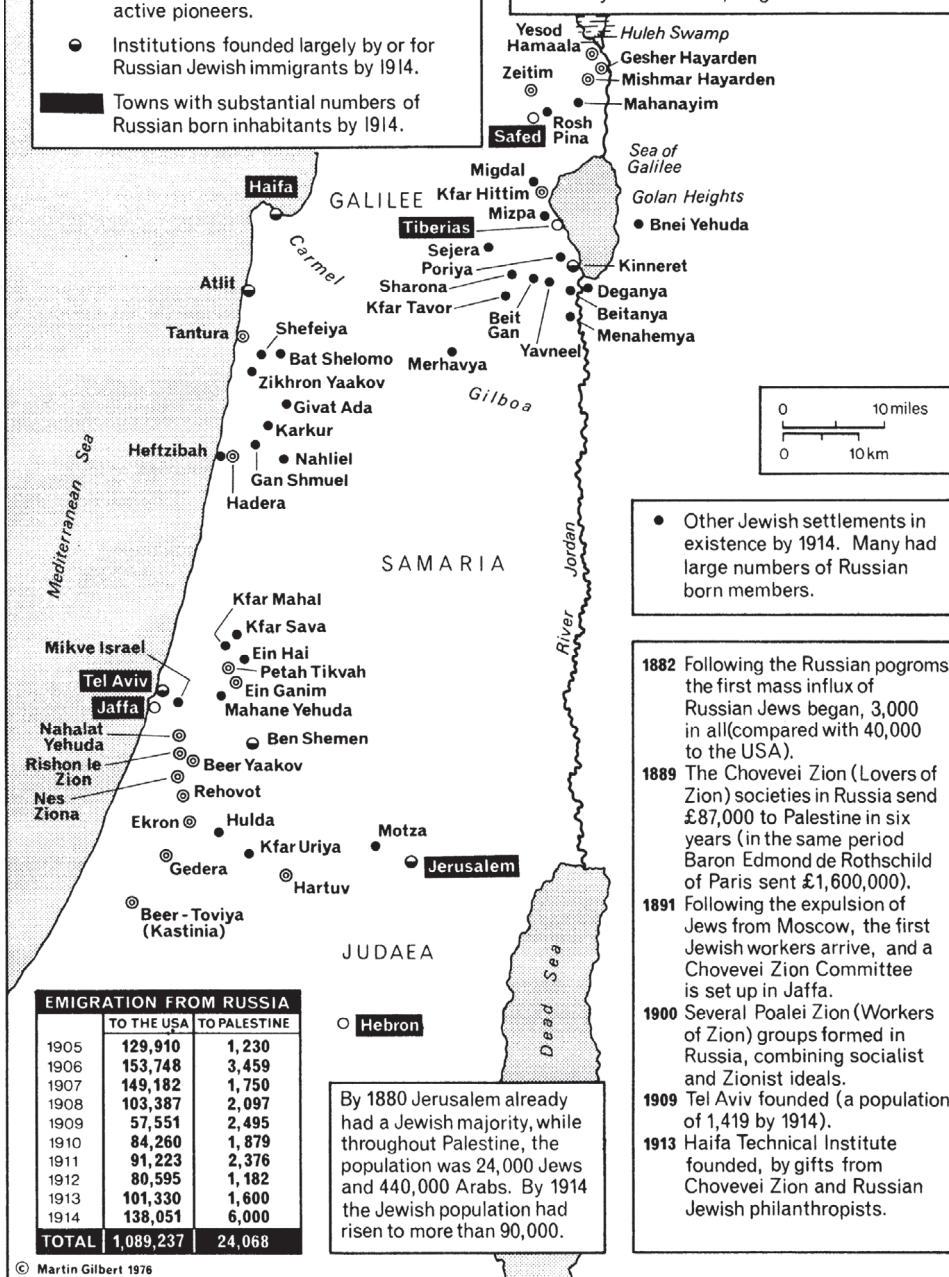 active pioneers.
Institutions founded largely by or for
Russian Jewish immigrants by 1914.
Towns with substantial numbers of
Russian born inhabitants by 1914.
Yesod
Hamaala
Huleh Swamp
Gesher Hayarden
Zeitim
Mishmar Hayarden
Mahanayim
Rosh
Pina
Safed
Sea of
Galilee
Haifa
GALILEE
Migdal
Kfar Hittim
Golan Heights
Mizpa
Bnei Yehuda
Tiberias
Carmel
Sejera
Poriya
Kinneret
Sharona
Atlit
Deganya
Kfar Tavor
Beit
Gan
Beitanya
Menahemya
Yavneel
Tantura
Shefeiya
Bat Shelomo
Merhavya
Zikhron Yaakov
Gilboa
Givat Ada
0 10 miles
0 10 km
Karkur
Heftzibah
Nahliel
Gan Shmuel
Hadera
Mediterranean Sea
• Other Jewish settlements in
existence by 1914. Many had
large numbers of Russian
born members.
SAMARIA
River Jordan
Kfar Mahal
Kfar Sava
Mikve Israel
Ein Hai
Petah Tikvah
Tel Aviv
Ein Ganim
Jaffa
Mahane Yehuda
Nahalat
Yehuda
Ben Shemen
Rishon le
Zion
Beer Yaakov
Nes
Ziona
Rehovot
Ekron
Hulda
Motza
Kfar Uriya
Jerusalem
Gedera
Hartuv
Beer-Toviya
(Kastinia)
JUDAEA
Dead Sea
Hebron
1882 Following the Russian pogroms
the first mass influx of
Russian Jews began, 3,000
in all(compared with 40,000
to the USA).
1889 The Chovevei Zion (Lovers of
Zion) societies in Russia send
£87,000 to Palestine in six
years (in the same period
Baron Edmond de Rothschild
of Paris sent £1,600,000).
1891 Following the expulsion of
Jews from Moscow, the first
Jewish workers arrive, and a
Chovevei Zion Committee
is set up in Jaffa.
1900 Several Poalei Zion (Workers
of Zion) groups formed in
Russia, combining socialist
and Zionist ideals.
1909 Tel Aviv founded (a population
of 1,419 by 1914).
1913 Haifa Technical Institute
founded, by gifts from
Chovevei Zion and Russian
Jewish philanthropists.
EMIGRATION FROM RUSSIA
TO THE USA TO PALESTINE
1905 129,910 1,230
1906 153,748 3,459
1907 149,182 1,750
1908 103,387 2,097
1909 57,551 2,495
1910 84,260 1,879
1911 91,223 2,376
1912 80,595 1,182
1913 101,330 1,600
1914 138,051 6,000
TOTAL 1,089,237 24,068
By 1880 Jerusalem already
had a Jewish majority, while
throughout Palestine, the
population was 24,000 Jews
and 440,000 Arabs. By 1914
the Jewish population had
risen to more than 90,000.
© Martin Gilbert 1976